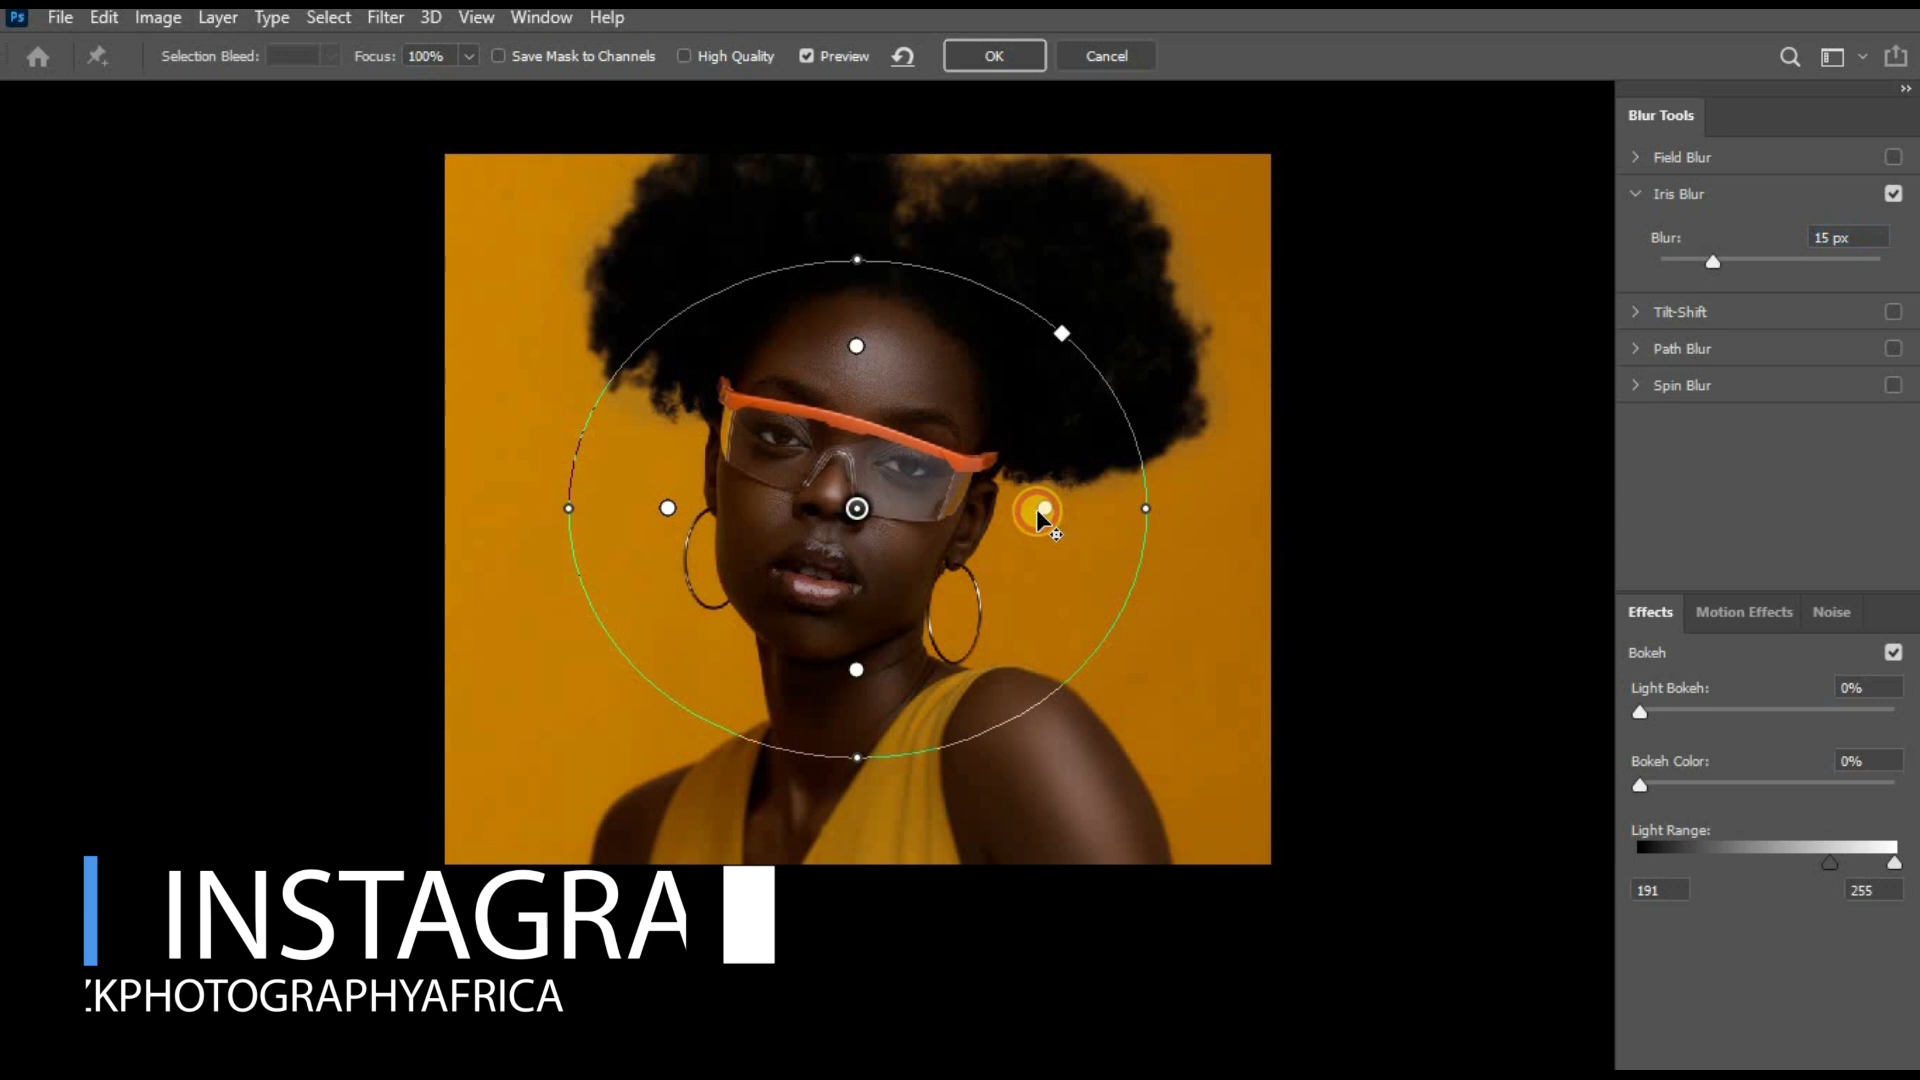 Ps File Edit Image Layer Type Select Filter 3D View Window Help
Selection Bleed: Focus: 100% Save Mask to Channels High Quality Preview OK Cancel
Blur Tools
Field Blur
Iris Blur
Blur: 15 px
Tilt-Shift
Path Blur
Spin Blur
Effects Motion Effects Noise
Bokeh
Light Bokeh: 0%
Bokeh Color: 0%
Light Range:
191 255
INSTAGRA
KPHOTOGRAPHYAFRICA